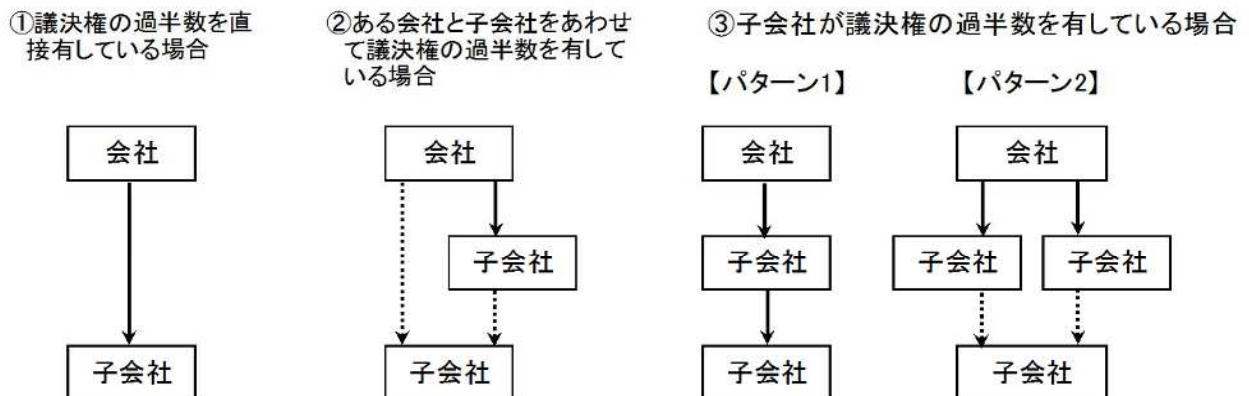 ①議決権の過半数を直
接有している場合
②ある会社と子会社をあわせ
て議決権の過半数を有して
いる場合
③子会社が議決権の過半数を有している場合
【パターン1】
【パターン2】
会社
会社
会社
会社
子会社
子会社
子会社
子会社
子会社
子会社
子会社
子会社